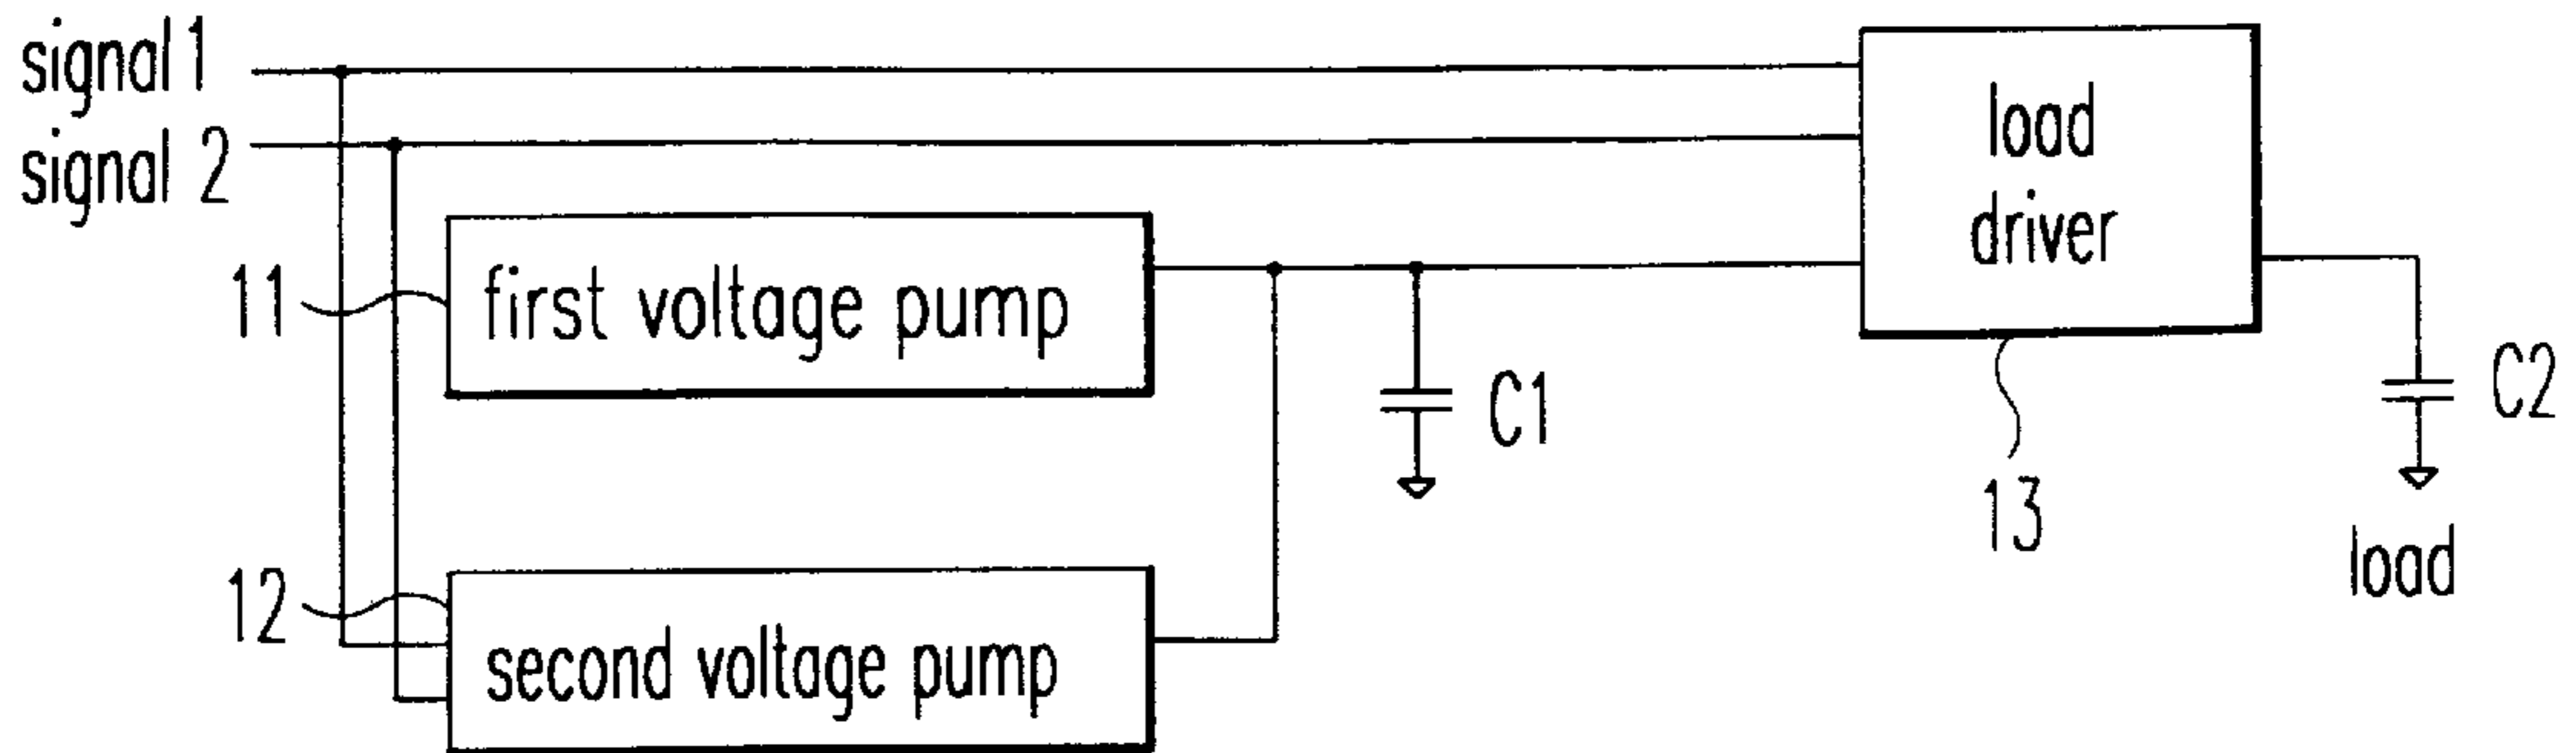 signal 1
signal 2
load
driver
11
first voltage pump
C1
C2
13
load
12
second voltage pump